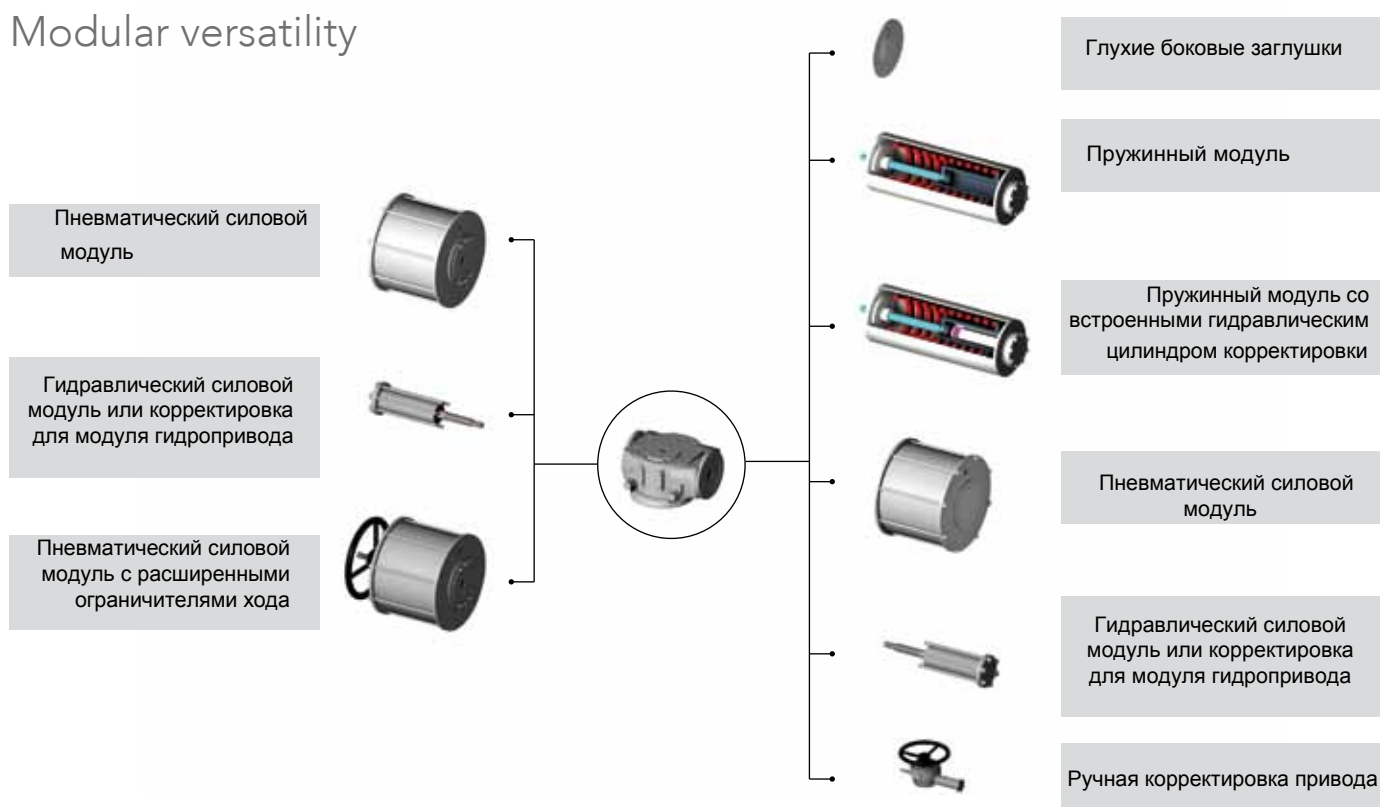 Modular versatility
Пневматический силовой
модуль
Гидравлический силовой
модуль или корректировка
для модуля гидропривода
Пневматический силовой
модуль с расширенными
ограничителями хода
Глухие боковые заглушки
Пружинный модуль
Пружинный модуль со
встроенными гидравлическим
цилиндром корректировки
Пневматический силовой
модуль
Гидравлический силовой
модуль или корректировка
для модуля гидропривода
Ручная корректировка привода